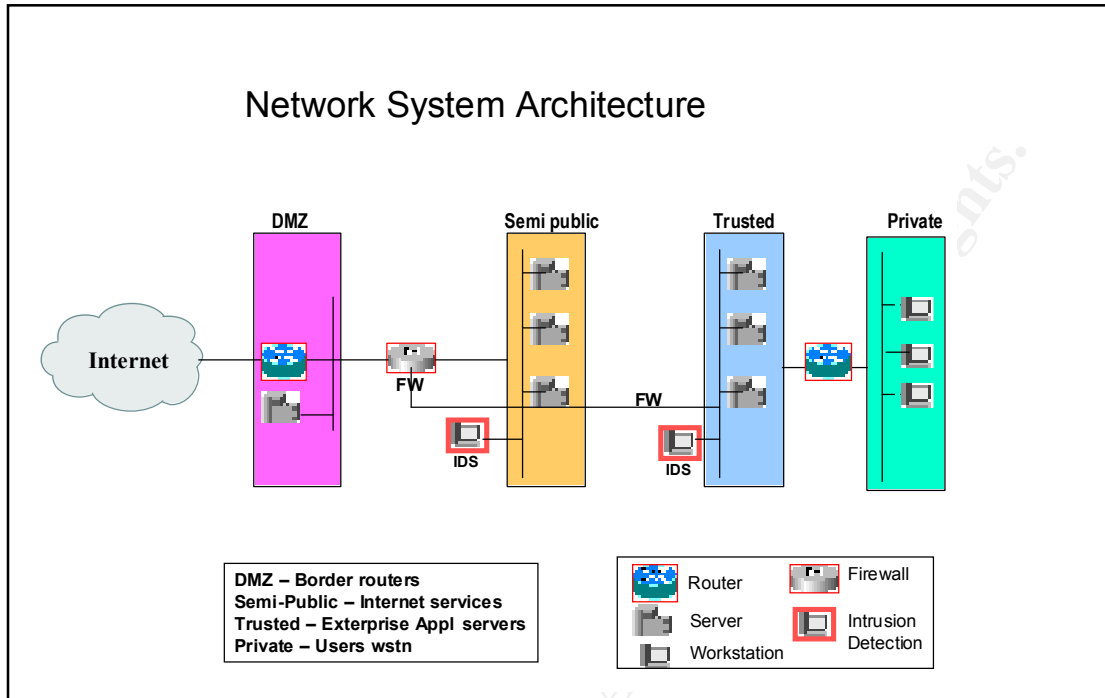 Network System Architecture
DMZ
Semi public
Trusted
Private
Internet
FW
FW
IDS
IDS
DMZ – Border routers
Semi-Public – Internet services
Trusted – Exterprise Appl servers
Private – Users wstn
Router
Firewall
Server
Intrusion
Detection
Workstation
nts.